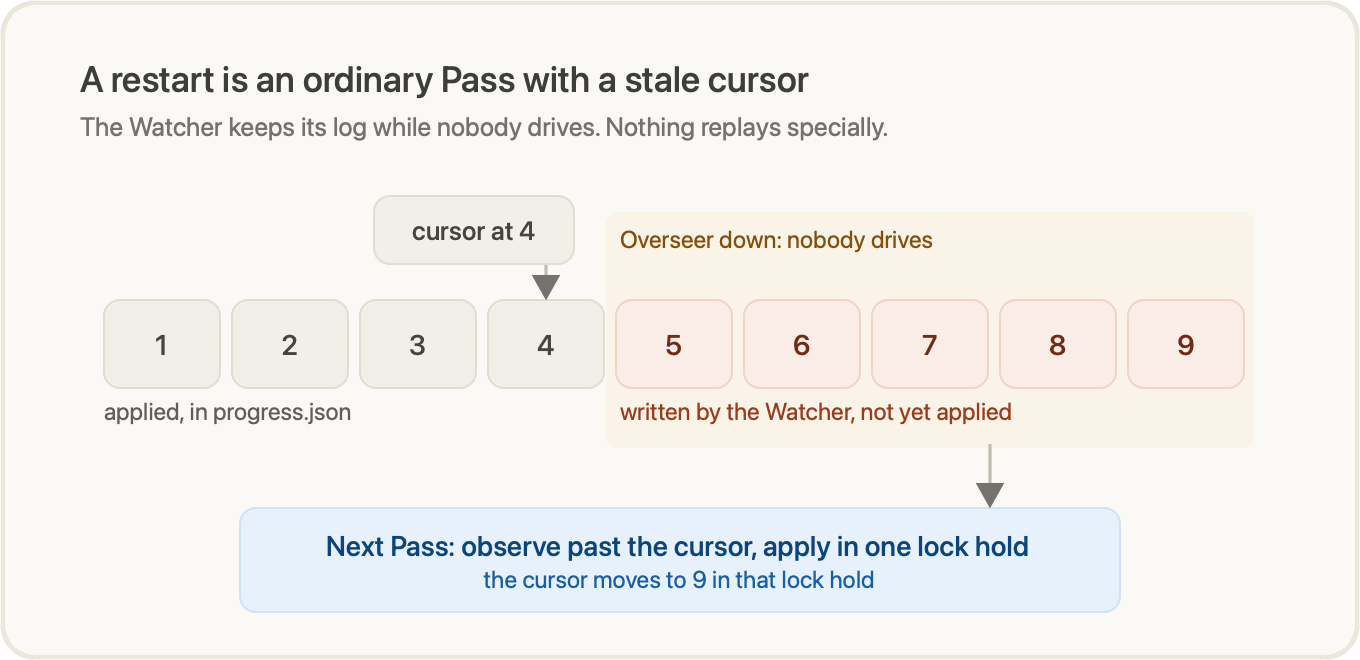 A restart is an ordinary Pass with a stale cursor
The Watcher keeps its log while nobody drives. Nothing replays specially.
cursor at 4
Overseer down: nobody drives
1 2 3 4 5 6 7 8 9
applied, in progress.json
written by the Watcher, not yet applied
Next Pass: observe past the cursor, apply in one lock hold
the cursor moves to 9 in that lock hold